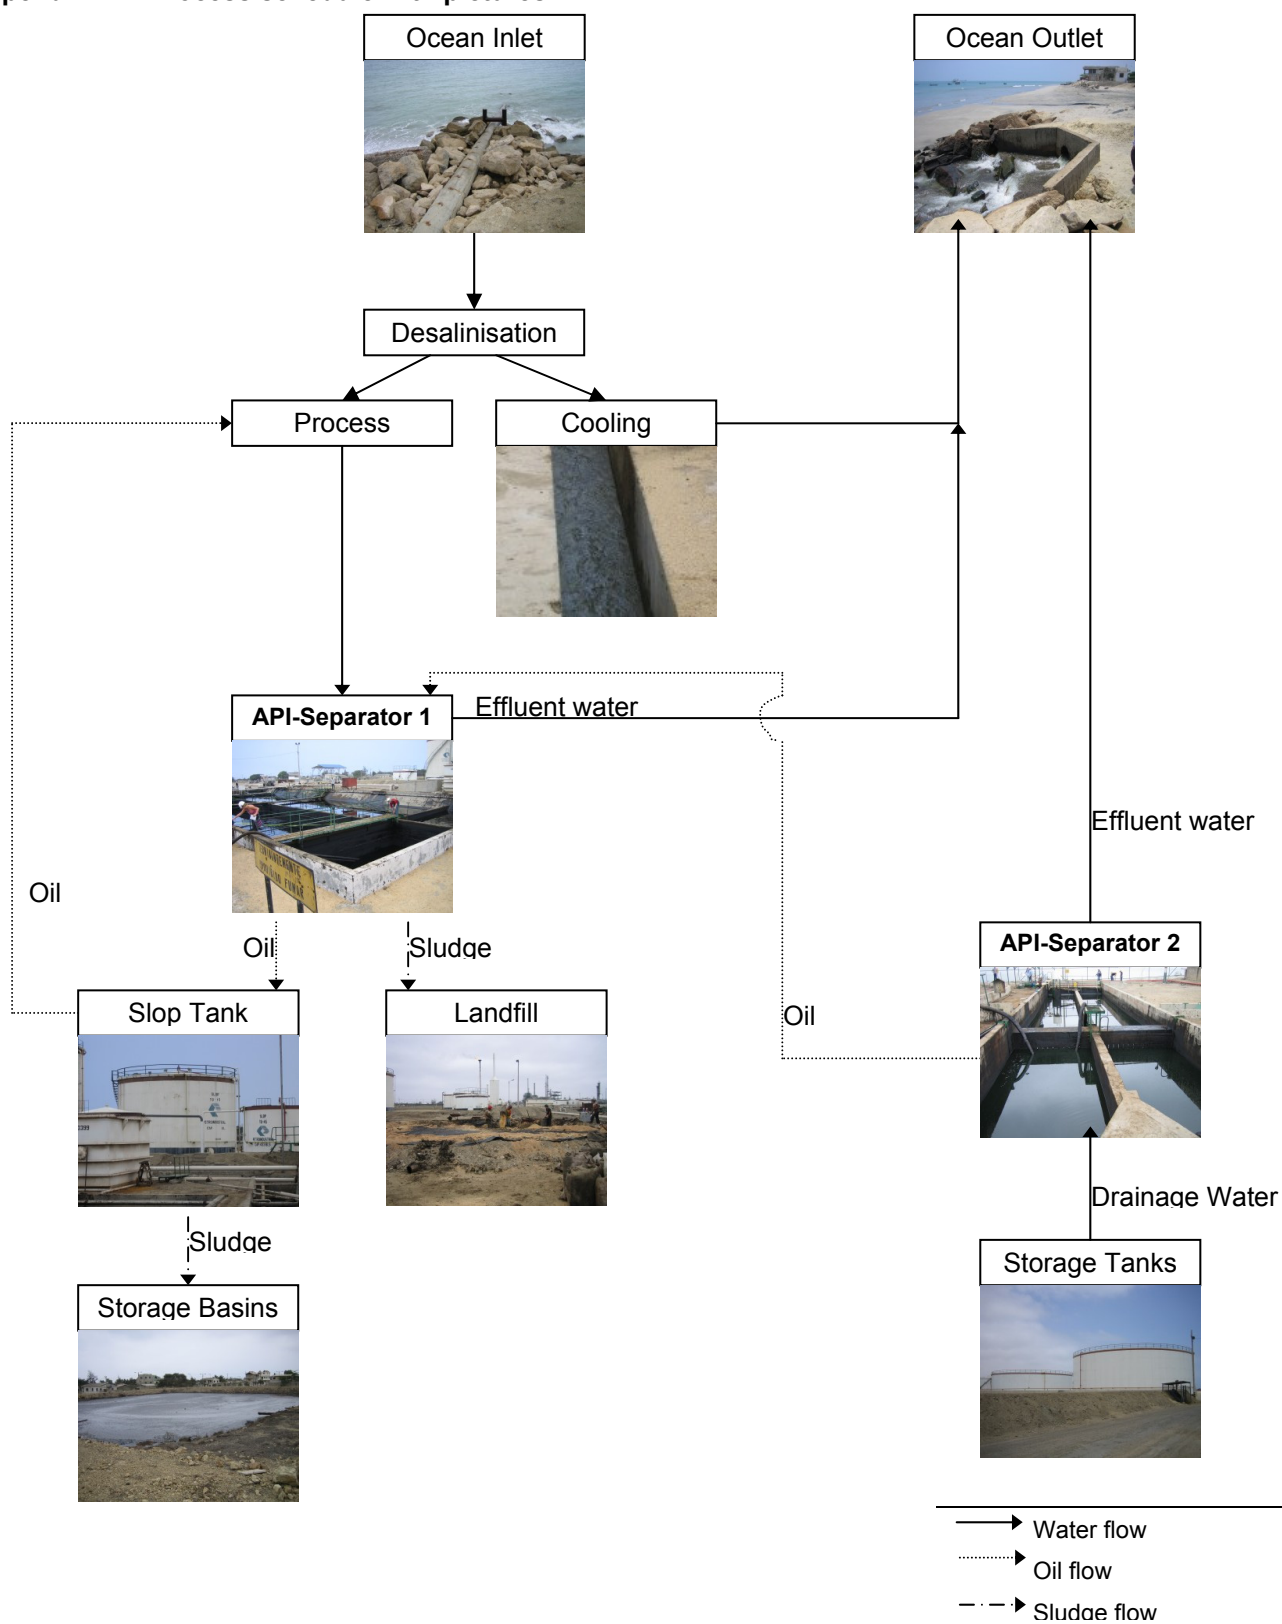 Ocean Inlet
Ocean Outlet
Desalinisation
Process
Cooling
API-Separator 1
Effluent water
Effluent water
Oil
Oil
Sludge
API-Separator 2
Slop Tank
Landfill
Oil
Drainage Water
Sludge
Storage Tanks
Storage Basins
Water flow
Oil flow
Sludge flow